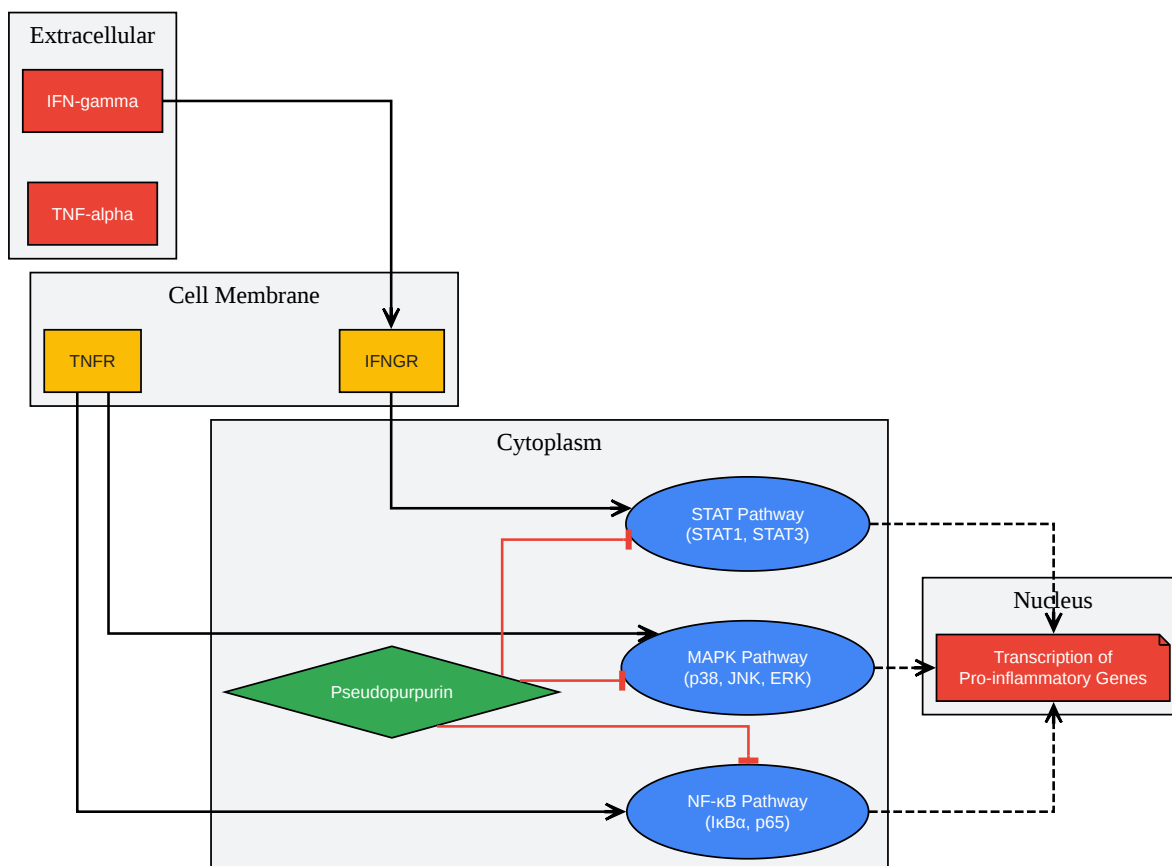 Extracellular
IFN-gamma
TNF-alpha
Cell Membrane
TNFR
IFNGR
Cytoplasm
STAT Pathway
(STAT1, STAT3)
Nucleus
MAPK Pathway
(p38, JNK, ERK)
Transcription of
Pro-inflammatory Genes
Pseudopurpurin
NF-κB Pathway
(IκBα, p65)